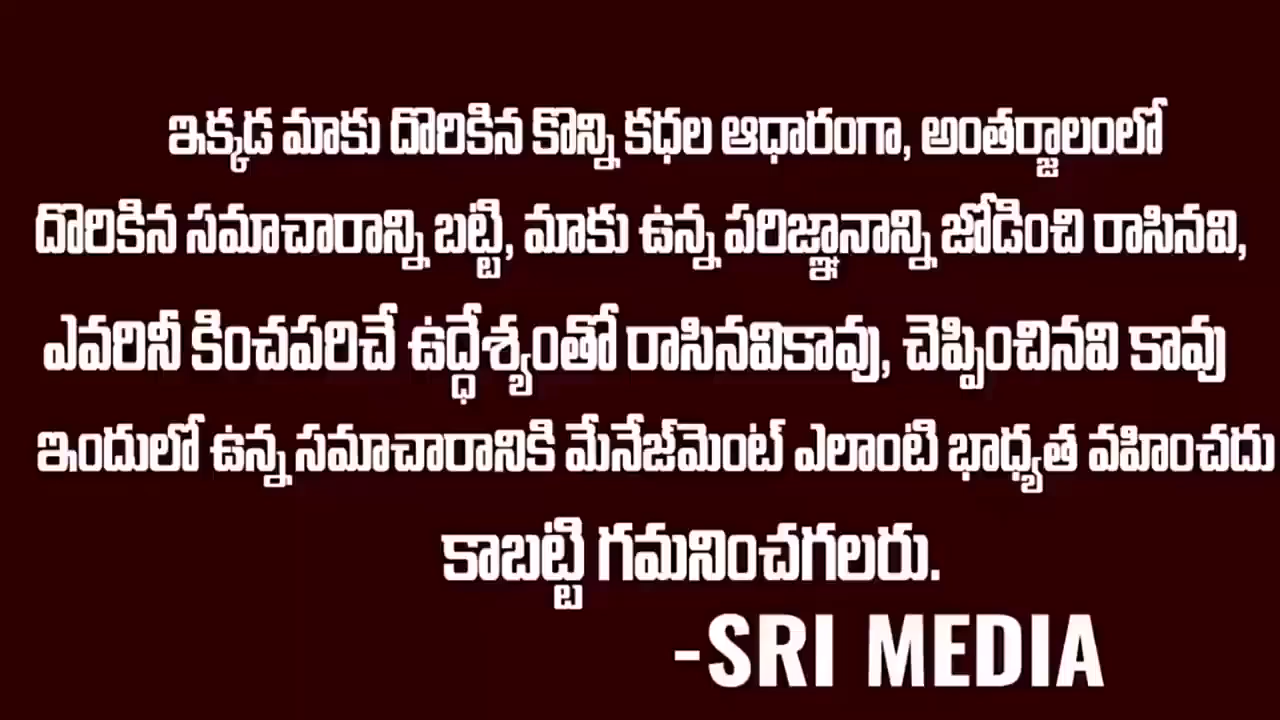 ఇక్కడ మాకు దొరికిన కొన్ని కధల ఆధారంగా, అంతర్జాలంలో
దొరికిన సమాచారాన్ని బట్టి, మాకు ఉన్న పరిజ్ఞానాన్ని జోడించి రాసినవి,
ఎవరినీ కించపరిచే ఉద్ధేశ్యంతో రాసినవికావు, చెప్పించినవి కావు
ఇందులో ఉన్న సమాచారానికి మేనేజ్‌మెంట్ ఎలాంటి భాధ్యత వహించదు
కాబట్టి గమనించగలరు.
-SRI MEDIA